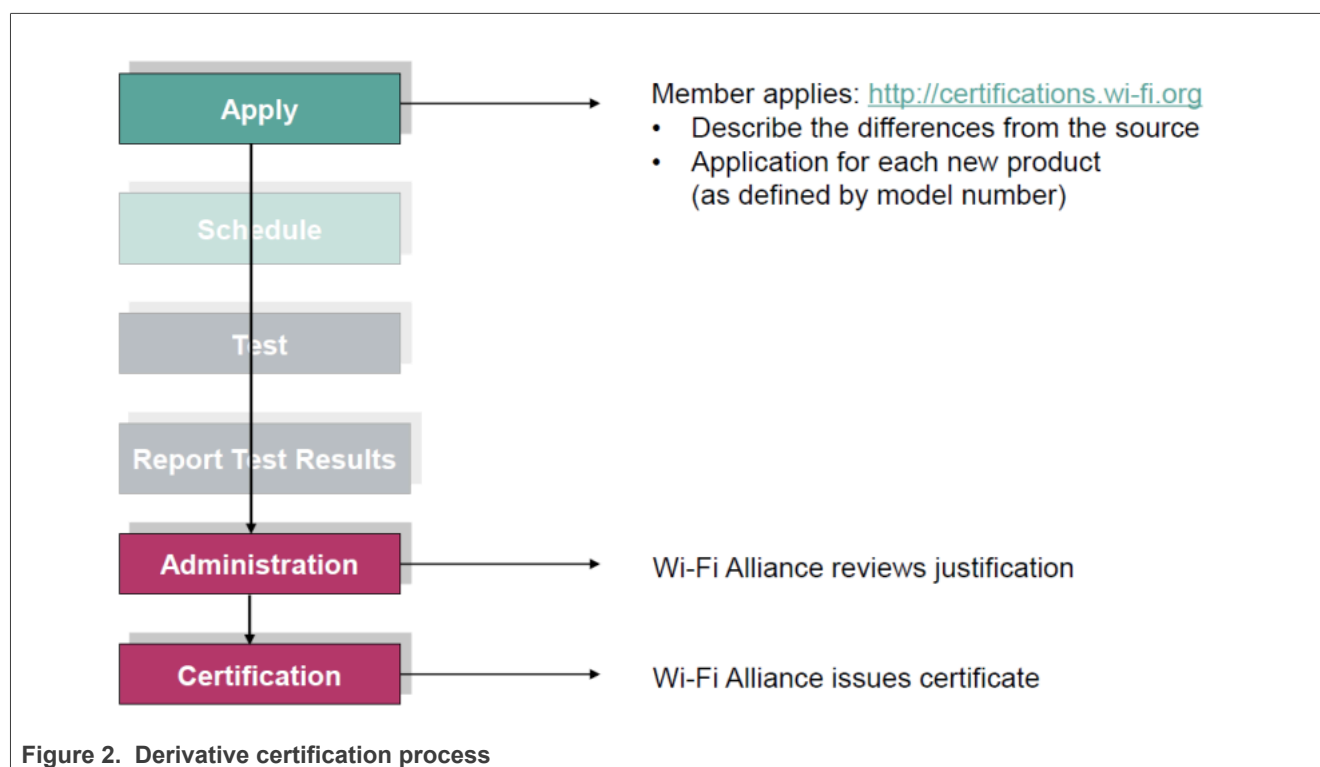 Apply
Member applies: http://certifications.wi-fi.org
• Describe the differences from the source
• Application for each new product
(as defined by model number)
Schedule
Test
Report Test Results
Administration
Wi-Fi Alliance reviews justification
Certification
Wi-Fi Alliance issues certificate
Figure 2. Derivative certification process